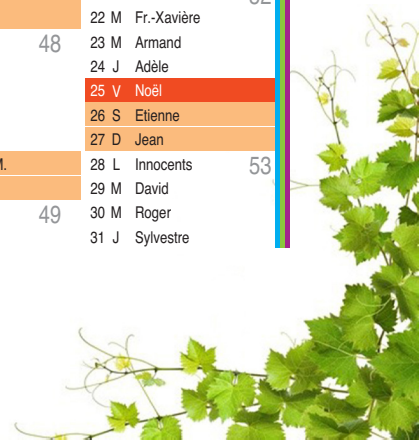 52
22 M Fr.-Xavière
48
23 M Armand
24 J Adèle
25 V Noël
26 S Etienne
27 D Jean
M.
28 L Innocents 53
29 M David
49
30 M Roger
31 J Sylvestre